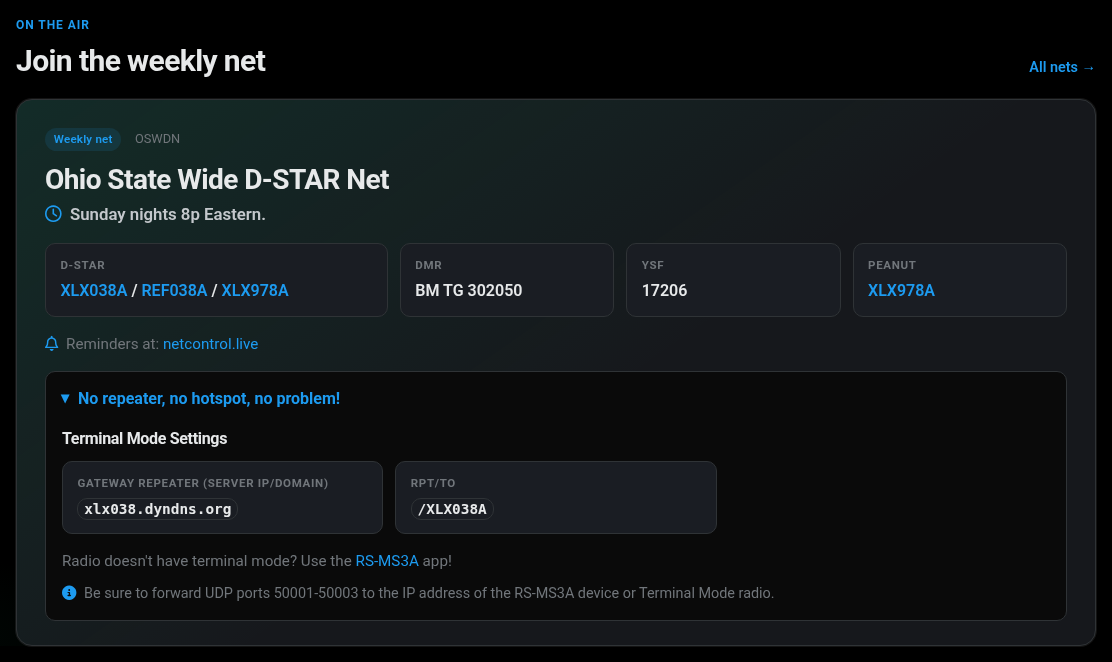 ON THE AIR
Join the weekly net
All nets →
Weekly net OSWDN
Ohio State Wide D-STAR Net
Sunday nights 8p Eastern.
D-STAR
XLX038A / REF038A / XLX978A
DMR
BM TG 302050
YSF
17206
PEANUT
XLX978A
Reminders at: netcontrol.live
▼ No repeater, no hotspot, no problem!
Terminal Mode Settings
GATEWAY REPEATER (SERVER IP/DOMAIN)
xlx038.dyndns.org
RPT/TO
/XLX038A
Radio doesn't have terminal mode? Use the RS-MS3A app!
Be sure to forward UDP ports 50001-50003 to the IP address of the RS-MS3A device or Terminal Mode radio.